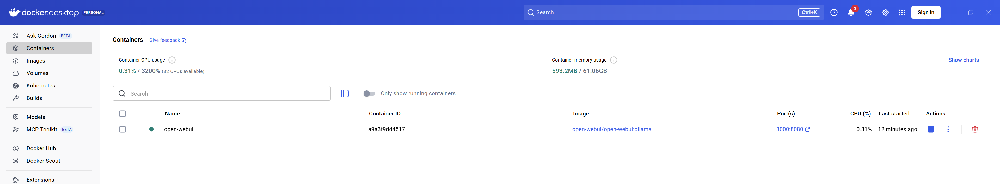 docker desktop PERSONAL
Search
Ctrl+K
3
Sign in
Ask Gordon BETA
Containers
Images
Volumes
Kubernetes
Builds
Models
MCP Toolkit BETA
Docker Hub
Docker Scout
Extensions
Containers Give feedback
Container CPU usage
0.31% / 3200% (32 CPUs available)
Container memory usage
593.2MB / 61.06GB
Show charts
Search
Only show running containers
Name Container ID Image Port(s) CPU (%) Last started Actions
open-webui a9a3f9dd4517 open-webui/open-webui:ollama 3000:8080 0.31% 12 minutes ago